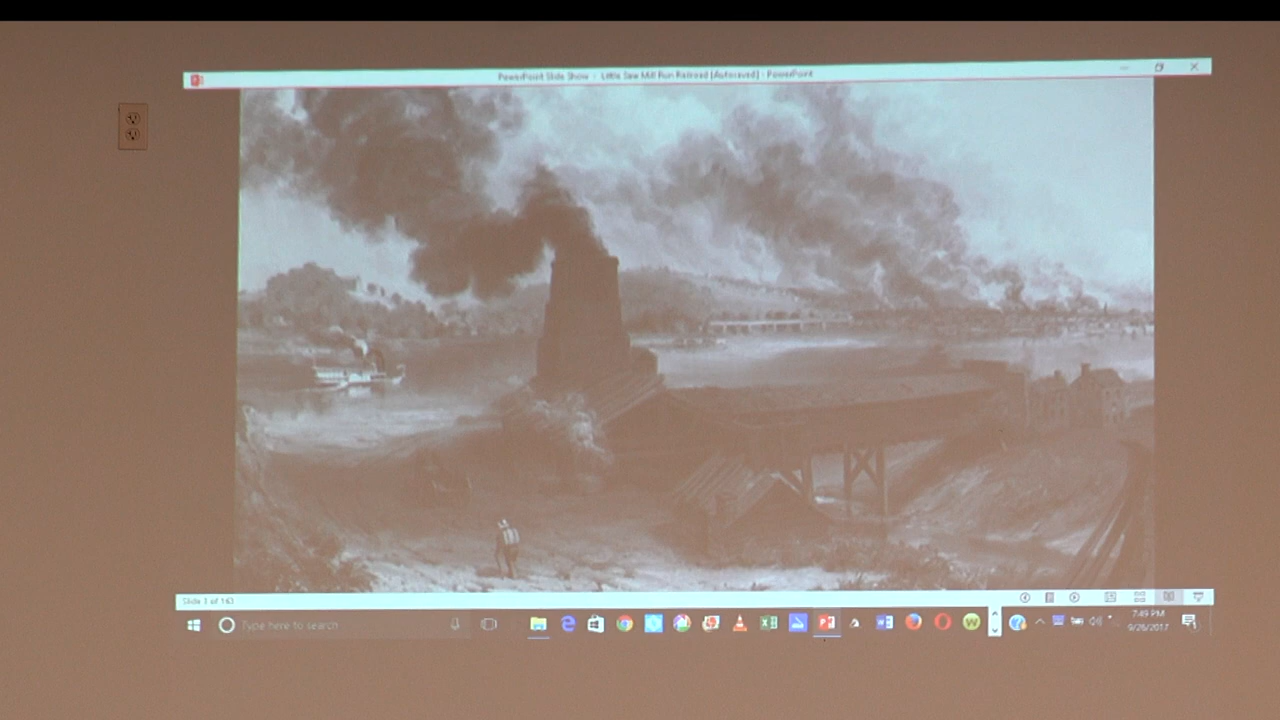 PowerPoint Slide Show - Little Saw Mill Run Railroad [Autosaved] - PowerPoint
Slide 1 of 163
Type here to search
7:49 PM
9/26/2017